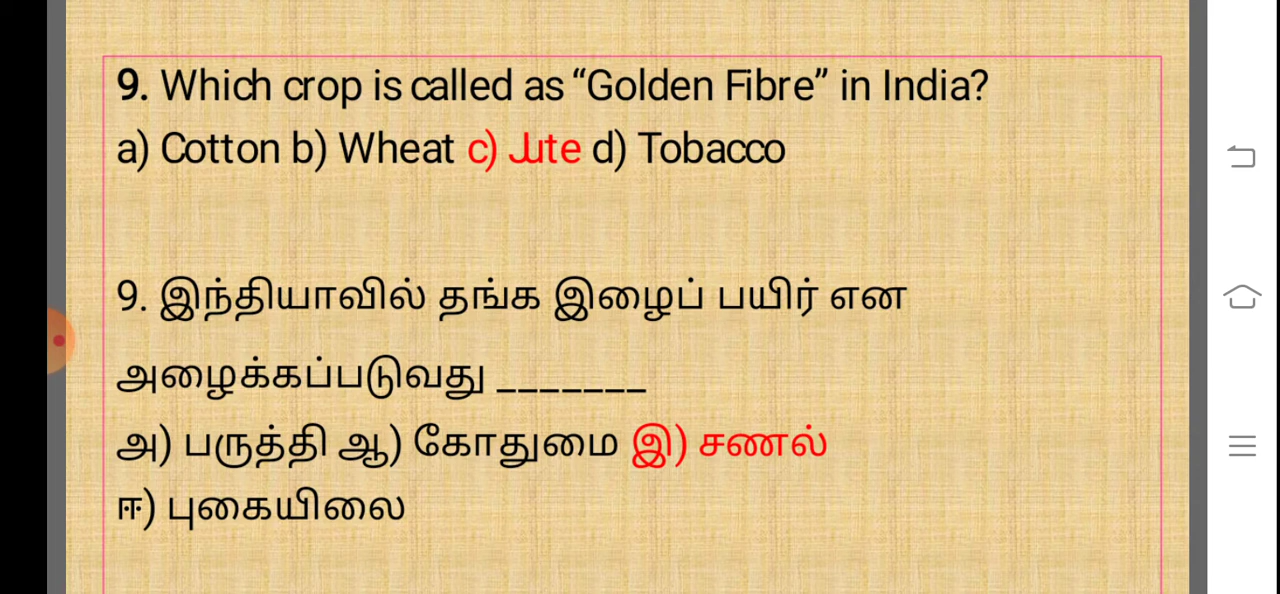 9. Which crop is called as “Golden Fibre” in India?
a) Cotton b) Wheat c) Jute d) Tobacco
9. இந்தியாவில் தங்க இழைப் பயிர் என
அழைக்கப்படுவது _______
அ) பருத்தி ஆ) கோதுமை இ) சணல்
ஈ) புகையிலை